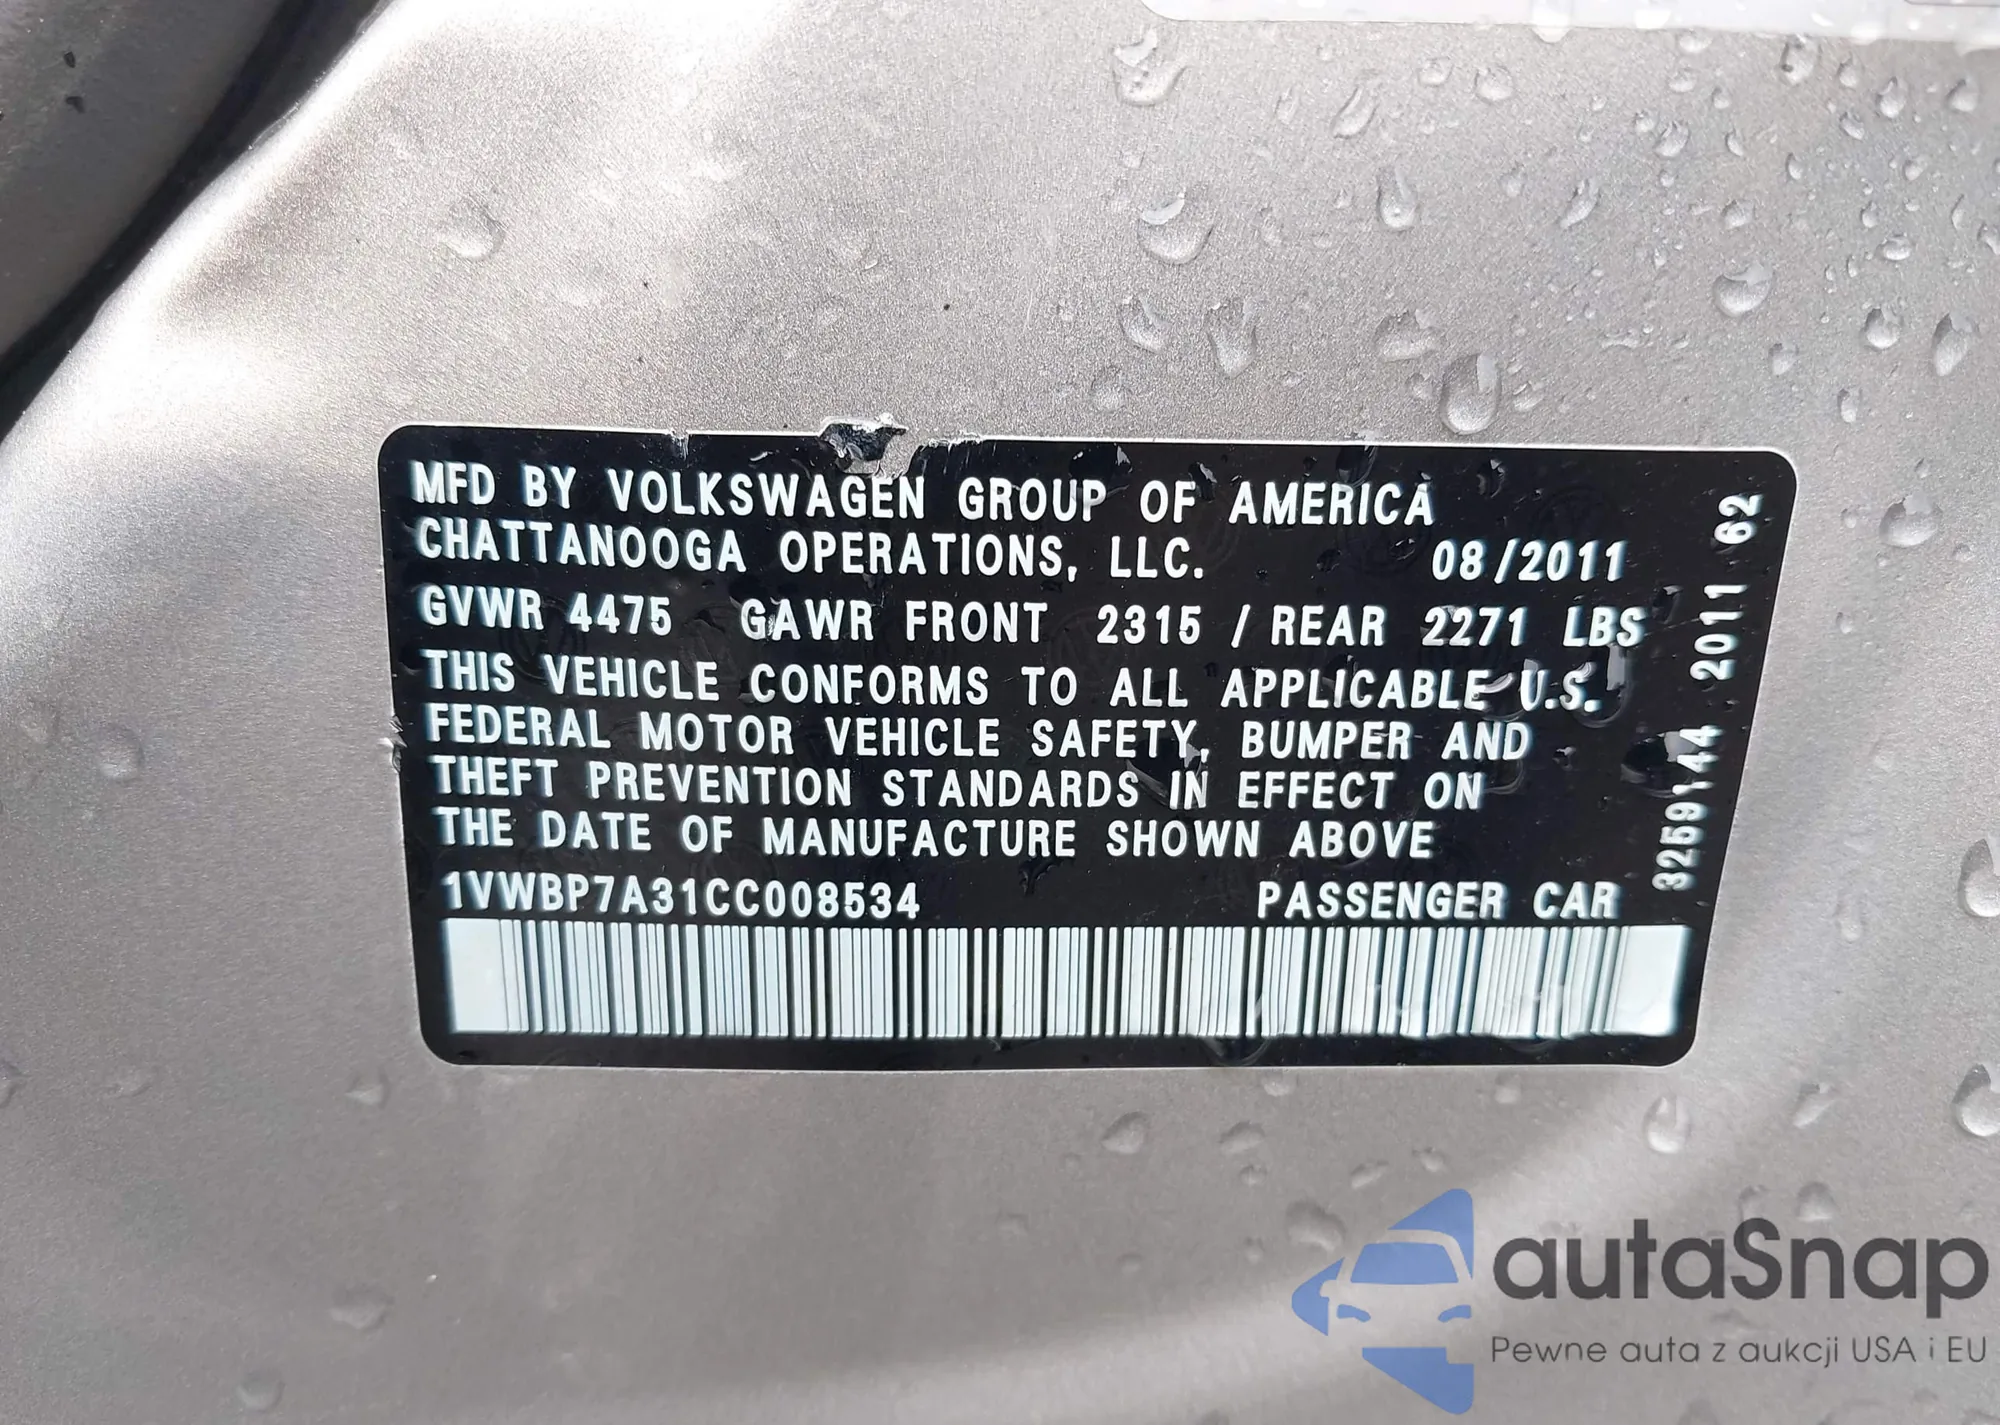 MFD BY VOLKSWAGEN GROUP OF AMERICA
CHATTANOOGA OPERATIONS, LLC. 08/2011
GVWR 4475 GAWR FRONT 2315 / REAR 2271 LBS
THIS VEHICLE CONFORMS TO ALL APPLICABLE U.S.
FEDERAL MOTOR VEHICLE SAFETY, BUMPER AND
THEFT PREVENTION STANDARDS IN EFFECT ON
THE DATE OF MANUFACTURE SHOWN ABOVE
1VWBP7A31CC008534 PASSENGER CAR
3259144 2011 62
autaSnap
Pewne auta z aukcji USA i EU